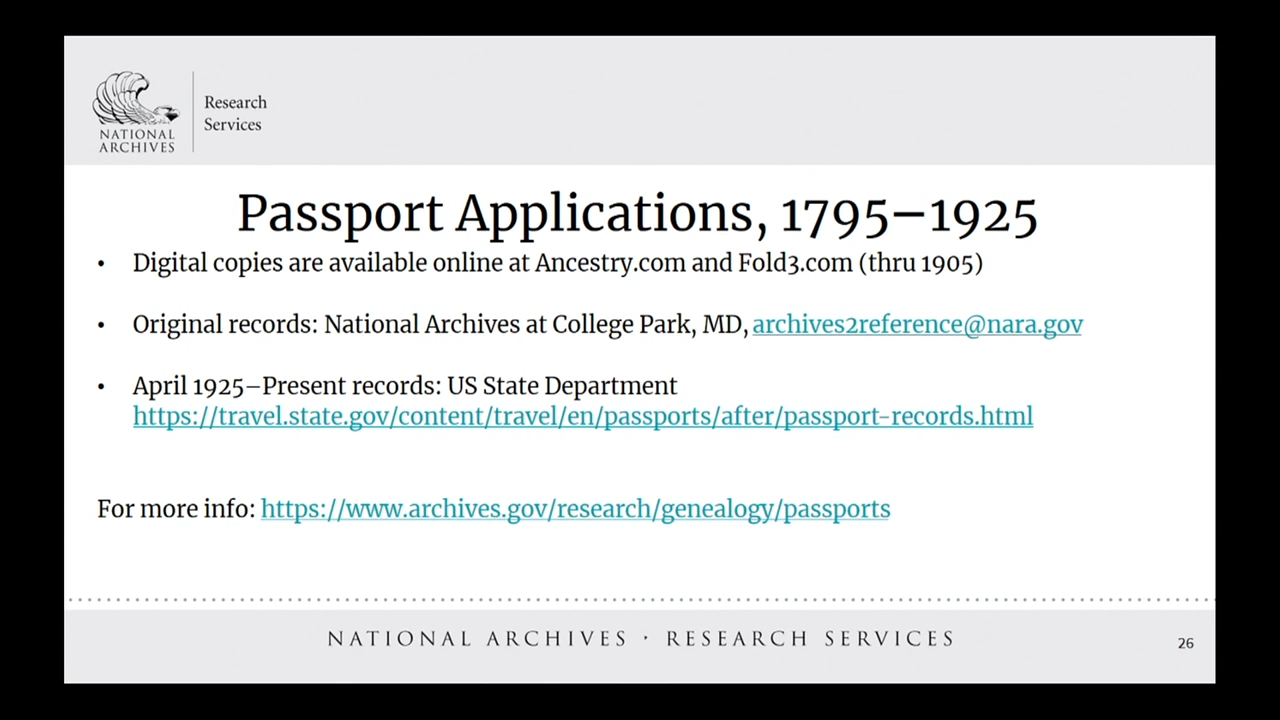 NATIONAL
ARCHIVES
Research
Services
Passport Applications, 1795–1925
• Digital copies are available online at Ancestry.com and Fold3.com (thru 1905)
• Original records: National Archives at College Park, MD, archives2reference@nara.gov
• April 1925–Present records: US State Department
https://travel.state.gov/content/travel/en/passports/after/passport-records.html
For more info: https://www.archives.gov/research/genealogy/passports
NATIONAL ARCHIVES · RESEARCH SERVICES
26